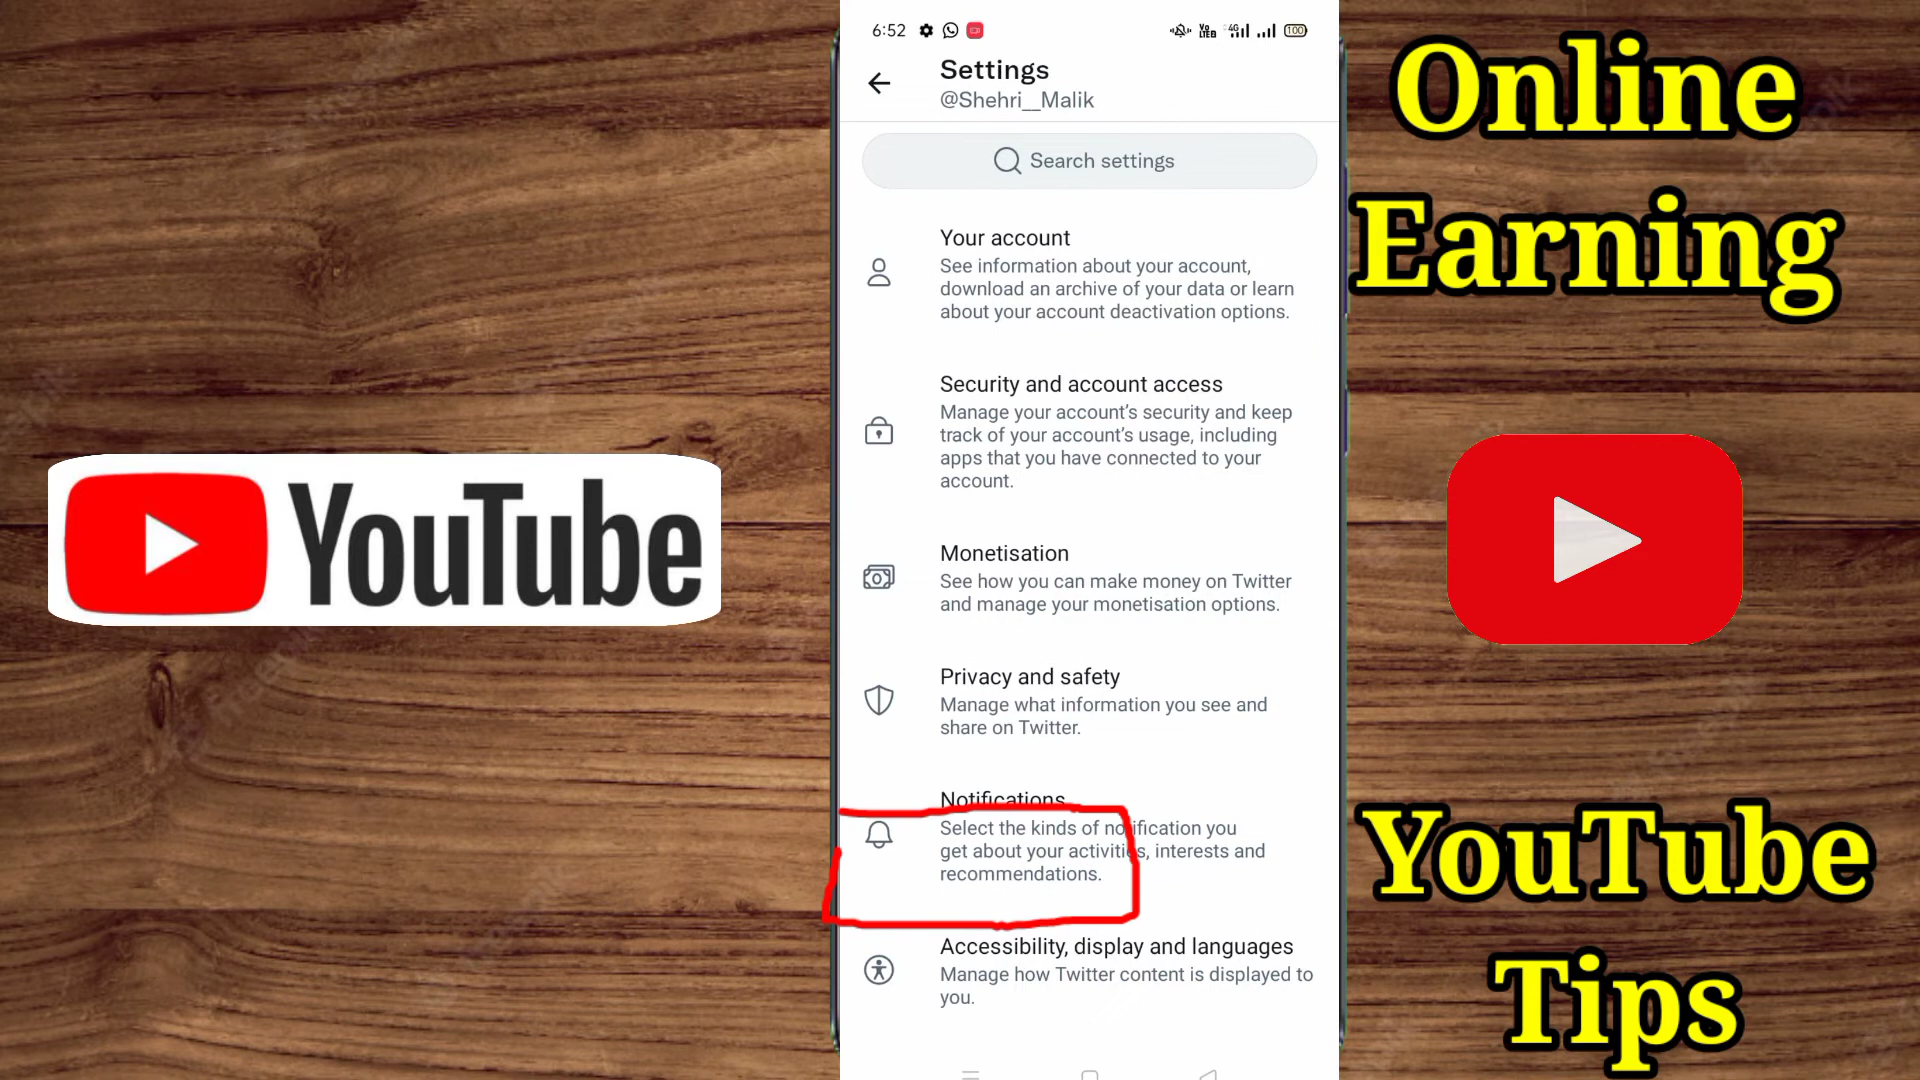 YouTube
6:52
Vo
LTE
4G
100
Settings
@Shehri__Malik
Search settings
Your account
See information about your account,
download an archive of your data or learn
about your account deactivation options.
Security and account access
Manage your account’s security and keep
track of your account’s usage, including
apps that you have connected to your
account.
Monetisation
See how you can make money on Twitter
and manage your monetisation options.
Privacy and safety
Manage what information you see and
share on Twitter.
Notifications
Select the kinds of notification you
get about your activities, interests and
recommendations.
Accessibility, display and languages
Manage how Twitter content is displayed to
you.
Online
Earning
YouTube
Tips